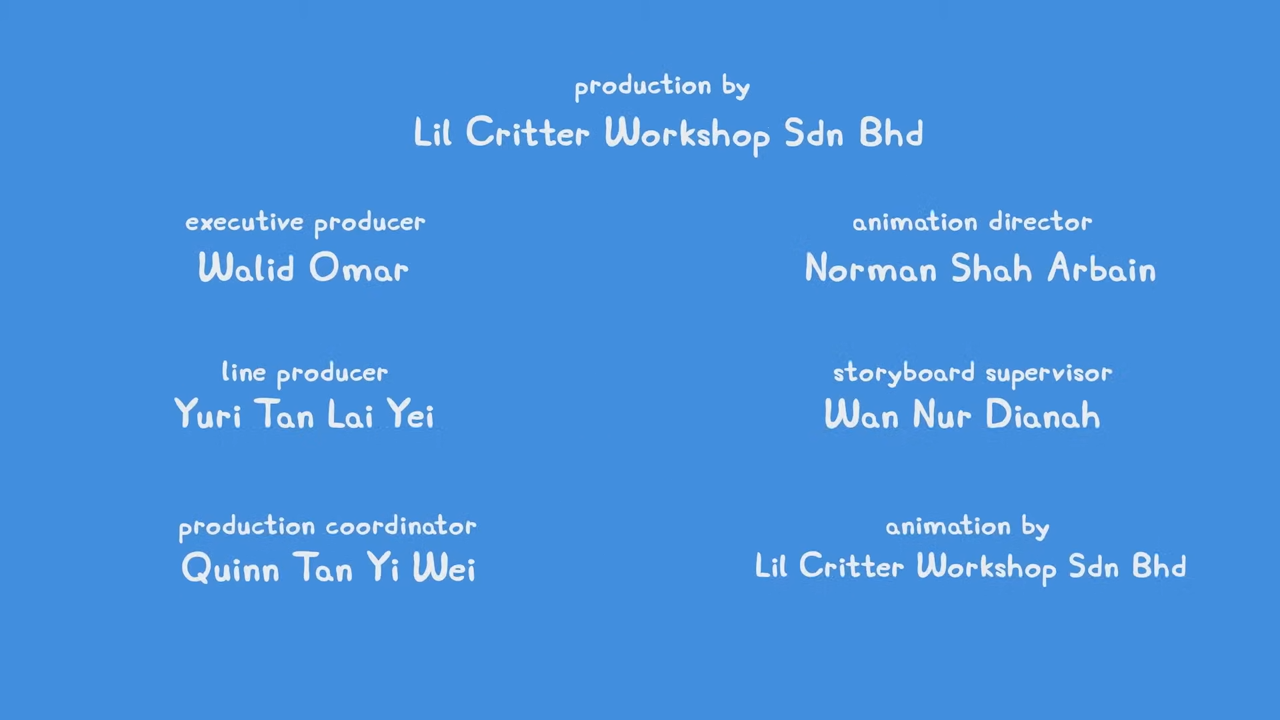 production by
Lil Critter Workshop Sdn Bhd
executive producer
Walid Omar
animation director
Norman Shah Arbain
line producer
Yuri Tan Lai Yei
storyboard supervisor
Wan Nur Dianah
production coordinator
Quinn Tan Yi Wei
animation by
Lil Critter Workshop Sdn Bhd